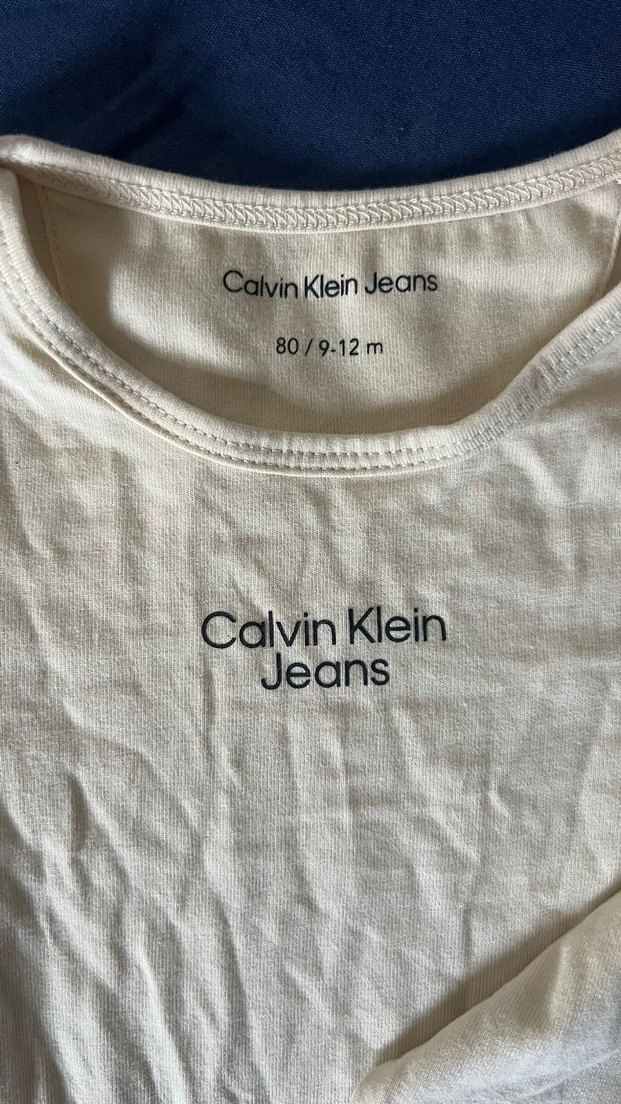 Calvin Klein Jeans
80 / 9-12 m
Calvin Klein
Jeans